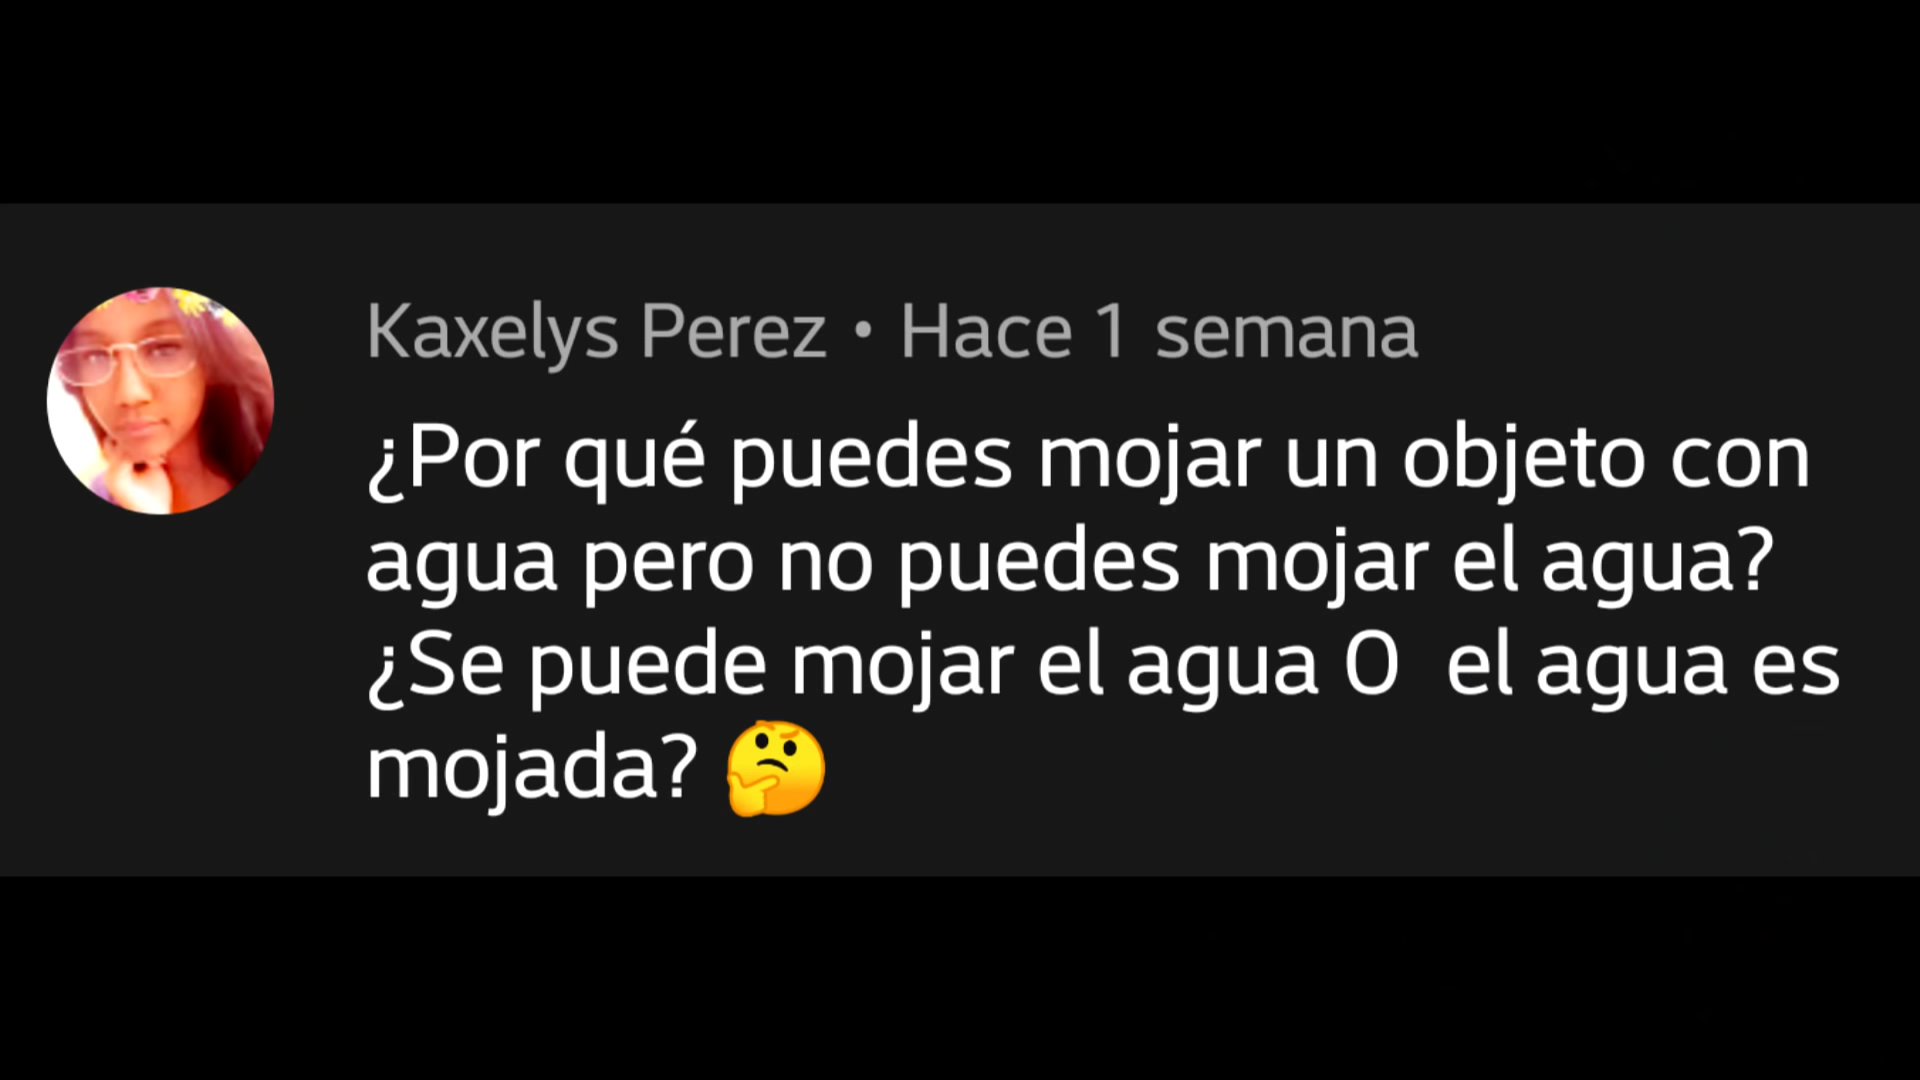 Kaxelys Perez • Hace 1 semana
¿Por qué puedes mojar un objeto con
agua pero no puedes mojar el agua?
¿Se puede mojar el agua O  el agua es
mojada? 🤔